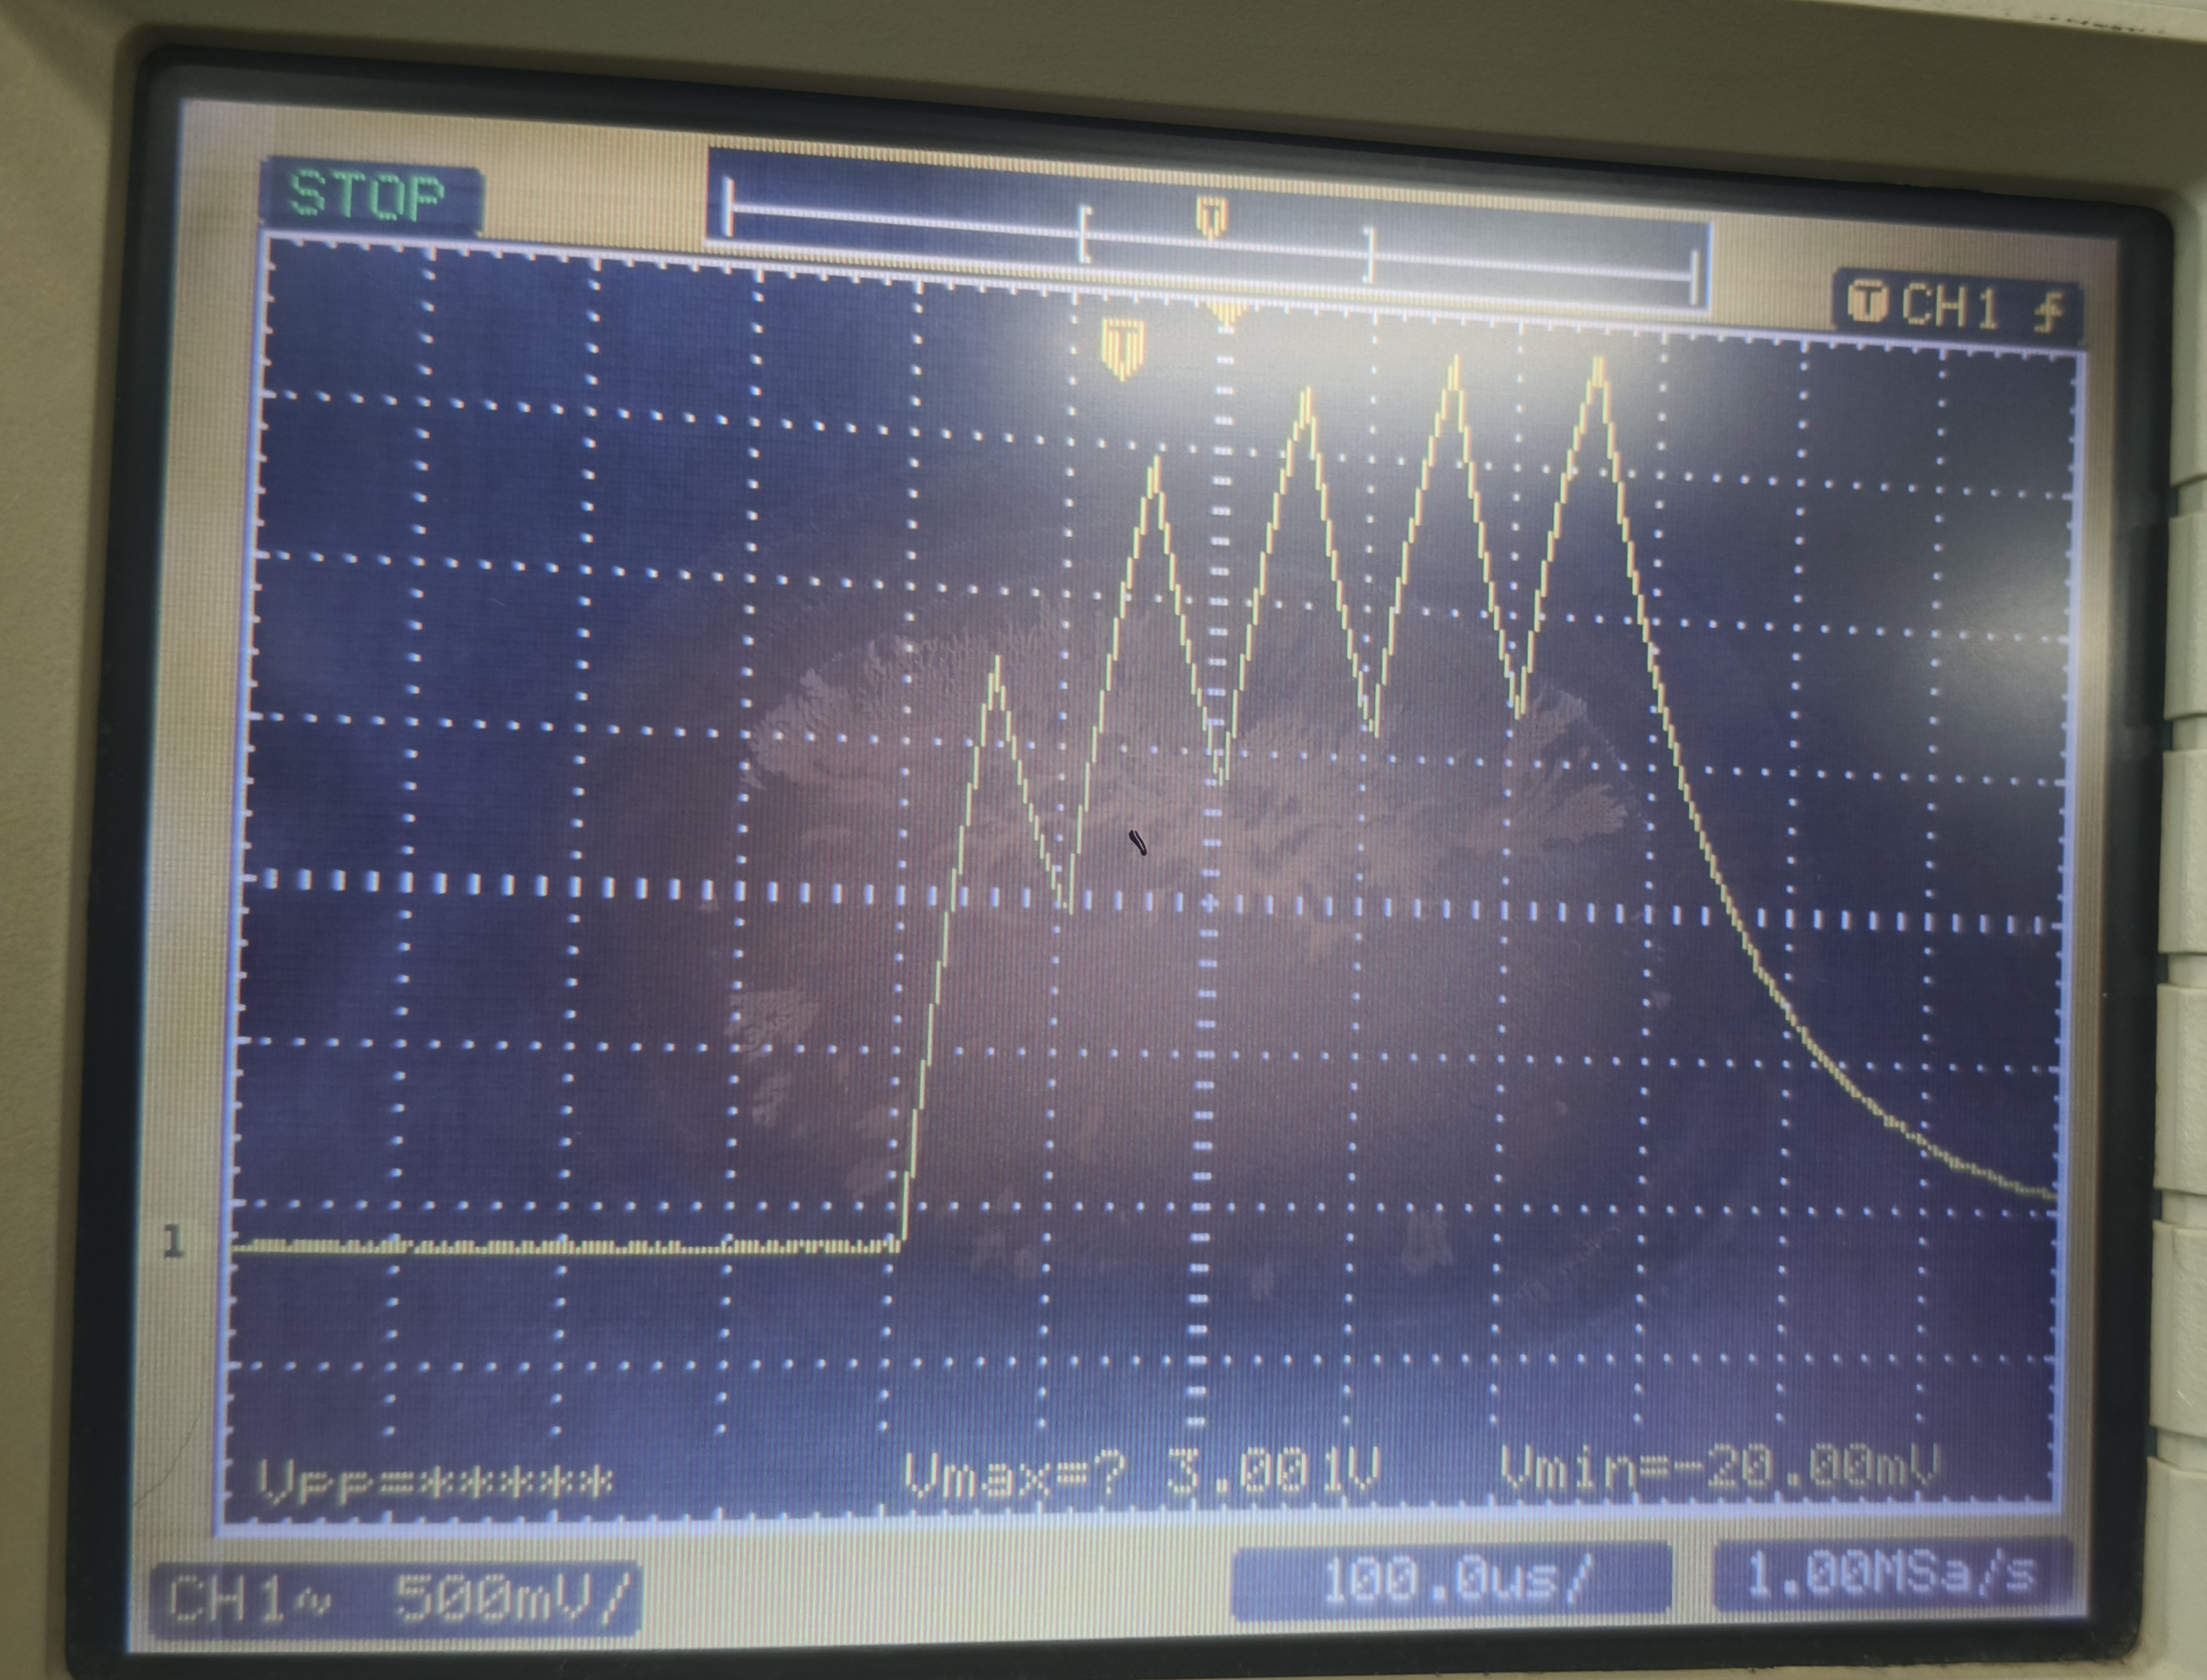 STOP
T
T CH1
T
1
Vpp=***** Vmax=? 3.001V Vmin=-20.00mV
CH1~ 500mV/ 100.0us/ 1.00MSa/s